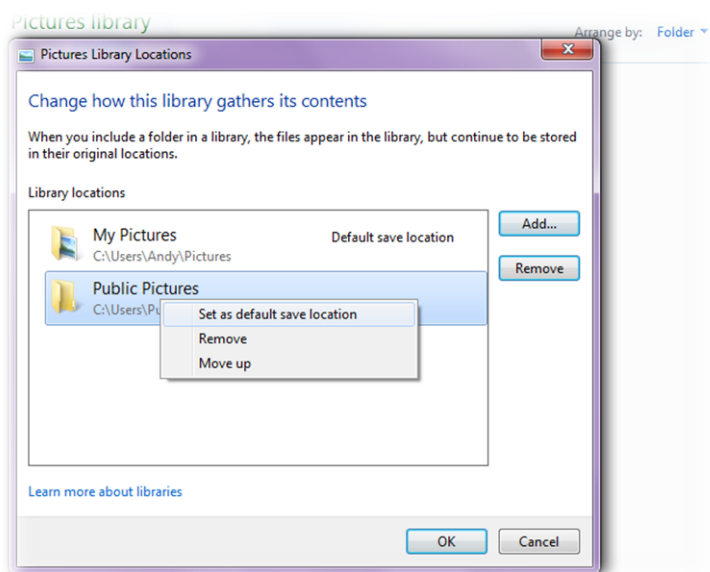 Pictures library
Arrange by: Folder
Pictures Library Locations
Change how this library gathers its contents
When you include a folder in a library, the files appear in the library, but continue to be stored
in their original locations.
Library locations
My Pictures Default save location
C:\Users\Andy\Pictures
Add...
Remove
Public Pictures
C:\Users\Pu
Set as default save location
Remove
Move up
Learn more about libraries
OK Cancel